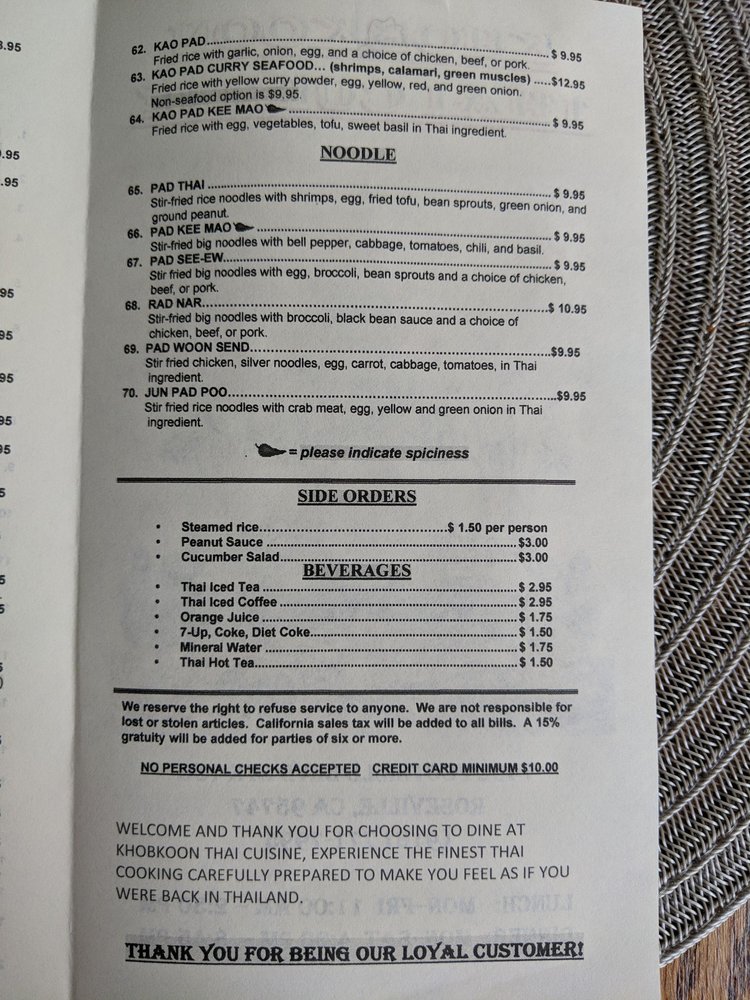 8.95
.95
.95
95
95
95
95
95
5
5
5
5
)
62. KAO PAD............$ 9.95
Fried rice with garlic, onion, egg, and a choice of chicken, beef, or pork.
63. KAO PAD CURRY SEAFOOD... (shrimps, calamari, green muscles) .....$12.95
Fried rice with yellow curry powder, egg, yellow, red, and green onion.
Non-seafood option is $9.95.
64. KAO PAD KEE MAO ............$ 9.95
Fried rice with egg, vegetables, tofu, sweet basil in Thai ingredient.
NOODLE
65. PAD THAI ............$ 9.95
Stir-fried rice noodles with shrimps, egg, fried tofu, bean sprouts, green onion, and
ground peanut.
66. PAD KEE MAO ............$ 9.95
Stir-fried big noodles with bell pepper, cabbage, tomatoes, chili, and basil.
67. PAD SEE-EW............$ 9.95
Stir fried big noodles with egg, broccoli, bean sprouts and a choice of chicken,
beef, or pork.
68. RAD NAR............$ 10.95
Stir-fried big noodles with broccoli, black bean sauce and a choice of
chicken, beef, or pork.
69. PAD WOON SEND............$9.95
Stir fried chicken, silver noodles, egg, carrot, cabbage, tomatoes, in Thai
ingredient.
70. JUN PAD POO............$9.95
Stir fried rice noodles with crab meat, egg, yellow and green onion in Thai
ingredient.
= please indicate spiciness
SIDE ORDERS
• Steamed rice............$ 1.50 per person
• Peanut Sauce ............$3.00
• Cucumber Salad............$3.00
BEVERAGES
• Thai Iced Tea ............$ 2.95
• Thai Iced Coffee ............$ 2.95
• Orange Juice ............$ 1.75
• 7-Up, Coke, Diet Coke............$ 1.50
• Mineral Water ............$ 1.75
• Thai Hot Tea............$ 1.50
We reserve the right to refuse service to anyone. We are not responsible for
lost or stolen articles. California sales tax will be added to all bills. A 15%
gratuity will be added for parties of six or more.
NO PERSONAL CHECKS ACCEPTED CREDIT CARD MINIMUM $10.00
WELCOME AND THANK YOU FOR CHOOSING TO DINE AT
KHOBKOON THAI CUISINE, EXPERIENCE THE FINEST THAI
COOKING CAREFULLY PREPARED TO MAKE YOU FEEL AS IF YOU
WERE BACK IN THAILAND.
THANK YOU FOR BEING OUR LOYAL CUSTOMER!